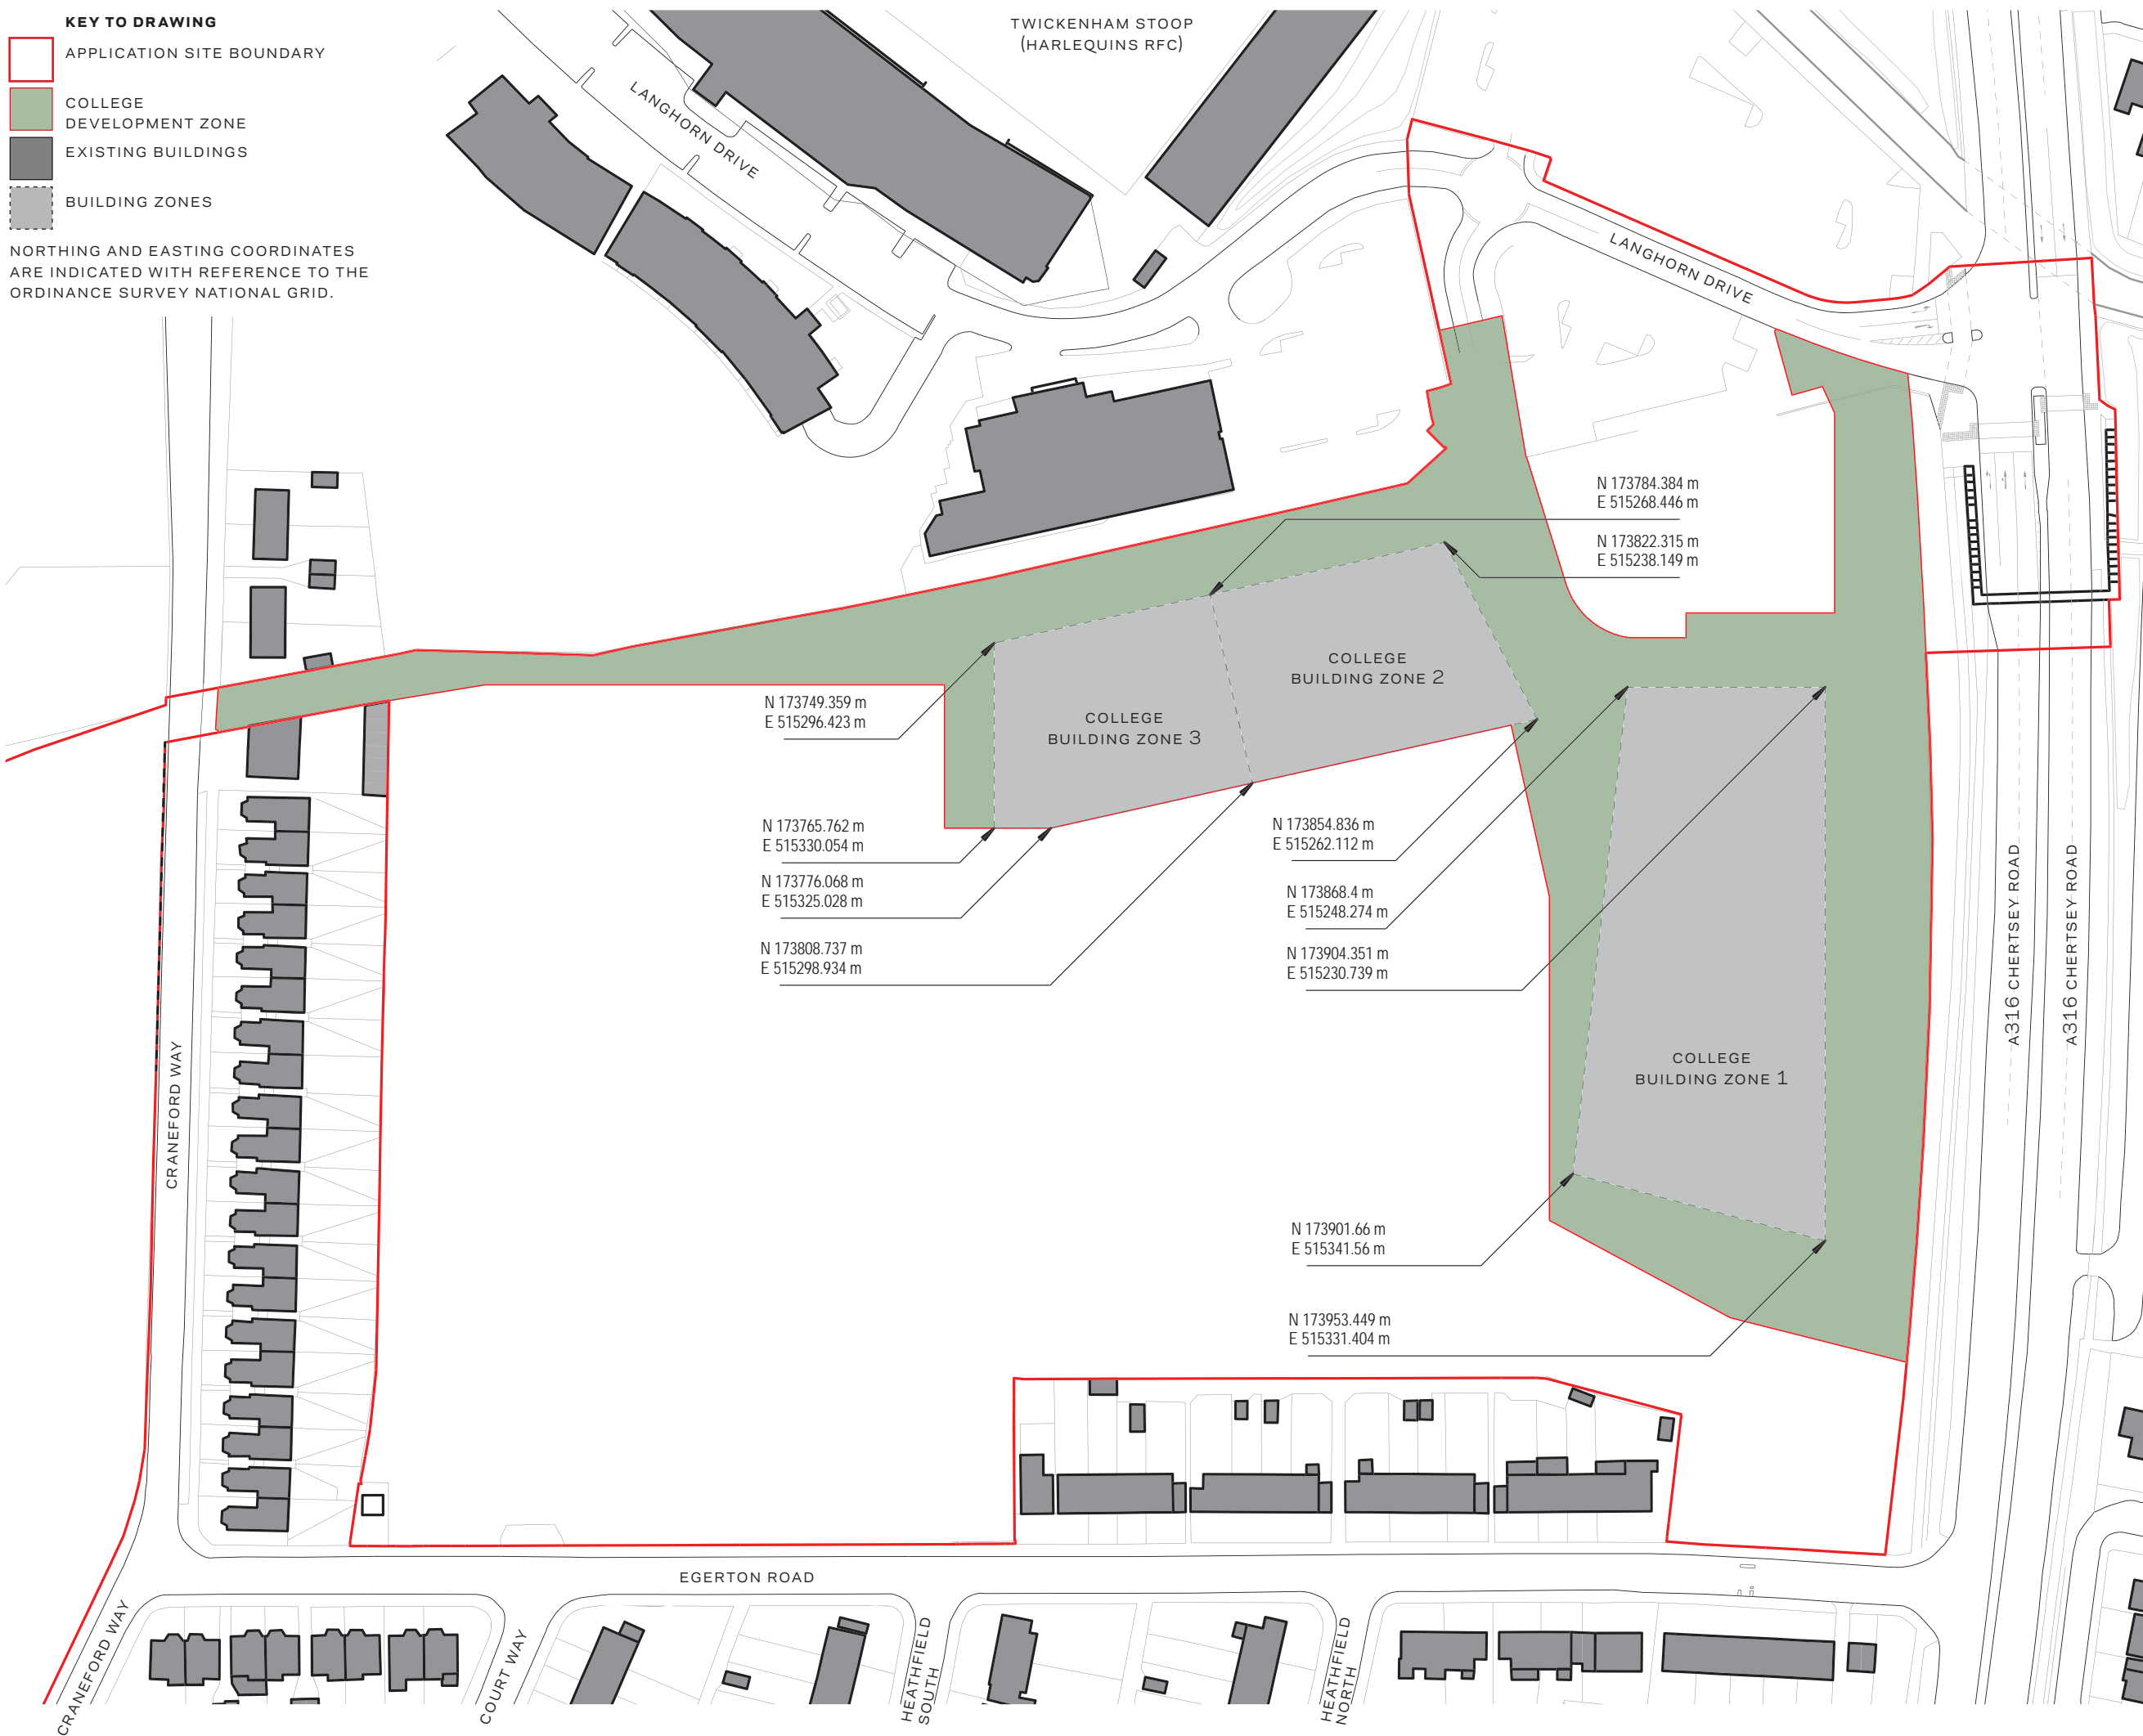 KEY TO DRAWING
APPLICATION SITE BOUNDARY
COLLEGE
DEVELOPMENT ZONE
EXISTING BUILDINGS
BUILDING ZONES
NORTHING AND EASTING COORDINATES
ARE INDICATED WITH REFERENCE TO THE
ORDINANCE SURVEY NATIONAL GRID.
TWICKENHAM STOOP
(HARLEQUINS RFC)
LANGHORN DRIVE
LANGHORN DRIVE
N 173784.384 m
E 515268.446 m
N 173822.315 m
E 515238.149 m
COLLEGE
BUILDING ZONE 2
COLLEGE
BUILDING ZONE 3
N 173749.359 m
E 515296.423 m
N 173765.762 m
E 515330.054 m
N 173776.068 m
E 515325.028 m
N 173808.737 m
E 515298.934 m
N 173854.836 m
E 515262.112 m
N 173868.4 m
E 515248.274 m
N 173904.351 m
E 515230.739 m
COLLEGE
BUILDING ZONE 1
N 173901.66 m
E 515341.56 m
N 173953.449 m
E 515331.404 m
A316 CHERTSEY ROAD
A316 CHERTSEY ROAD
CRANEFORD WAY
EGERTON ROAD
CRANEFORD WAY
COURT WAY
HEATHFIELD
SOUTH
HEATHFIELD
NORTH